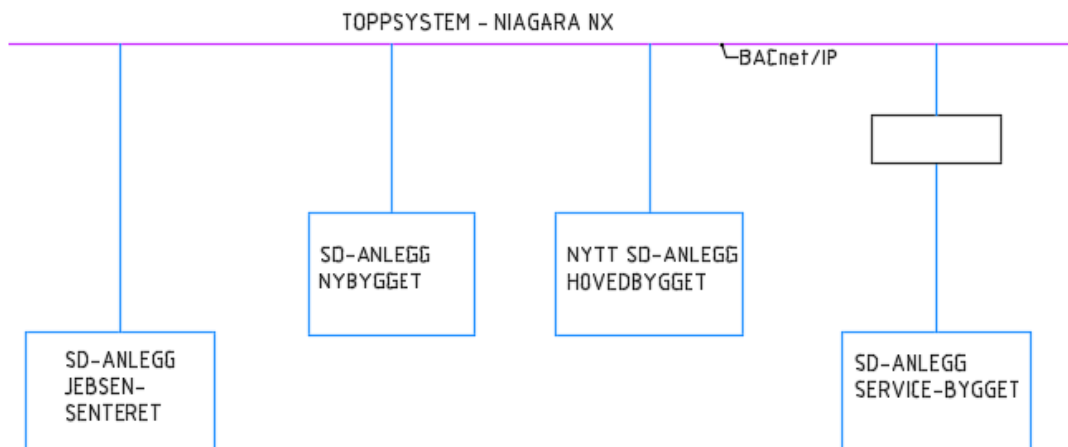 TOPPSYSTEM - NIAGARA NX
BACnet/IP
SD-ANLEGG
NYBYGGET
NYTT SD-ANLEGG
HOVEDBYGGET
SD-ANLEGG
JEBSEN-
SENTERET
SD-ANLEGG
SERVICE-BYGGET